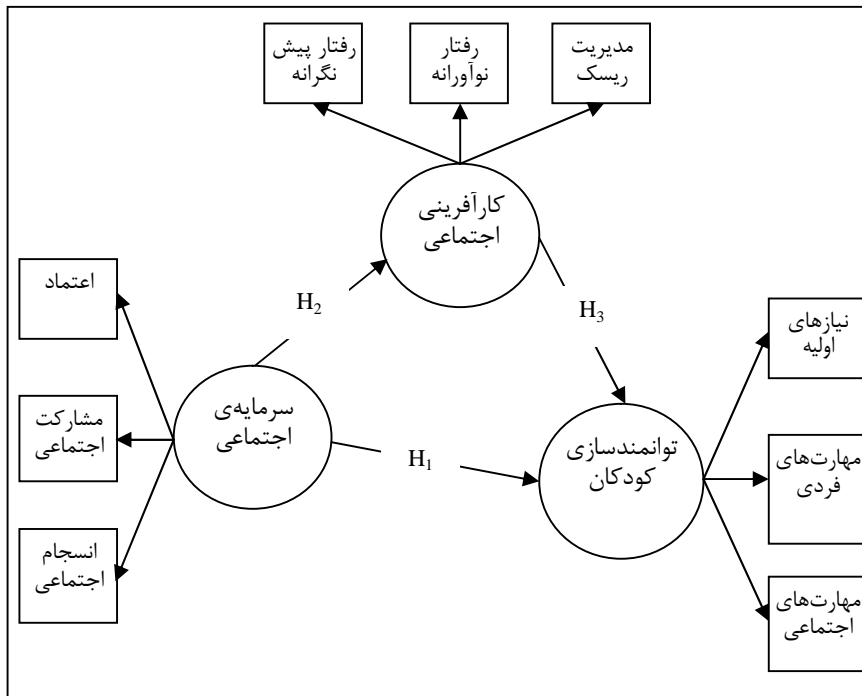 مدیریت
ریسک
رفتار
نوآورانه
رفتار پیش
نگرانه
کارآفرینی
اجتماعی
H2
H3
اعتماد
نیازهای
اولیه
سرمایه‌ی
اجتماعی
مشارکت
اجتماعی
H1
توانمندسازی
کودکان
مهارت‌های
فردی
انسجام
اجتماعی
مهارت‌های
اجتماعی